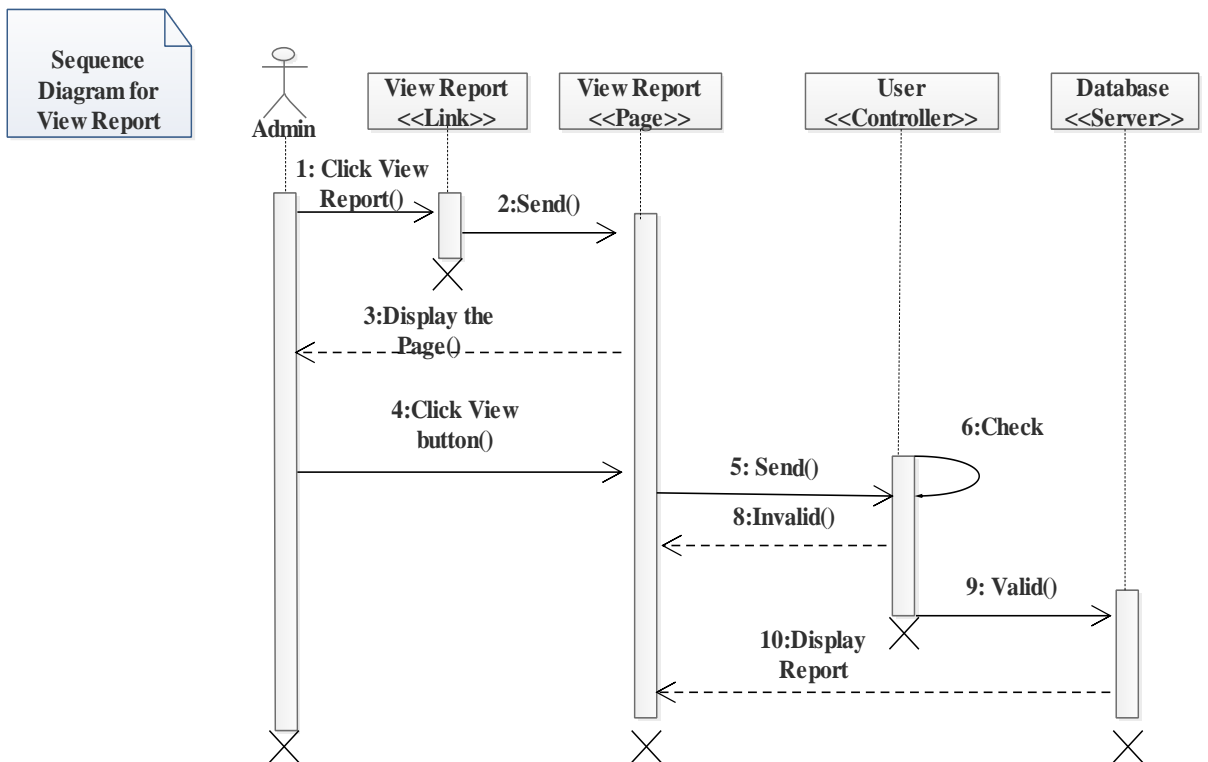 Sequence
Diagram for
View Report
Admin
View Report
<<Link>>
View Report
<<Page>>
User
<<Controller>>
Database
<<Server>>
1: Click View
Report()
2:Send()
3:Display the
Page()
4:Click View
button()
5: Send()
6:Check
8:Invalid()
9: Valid()
10:Display
Report